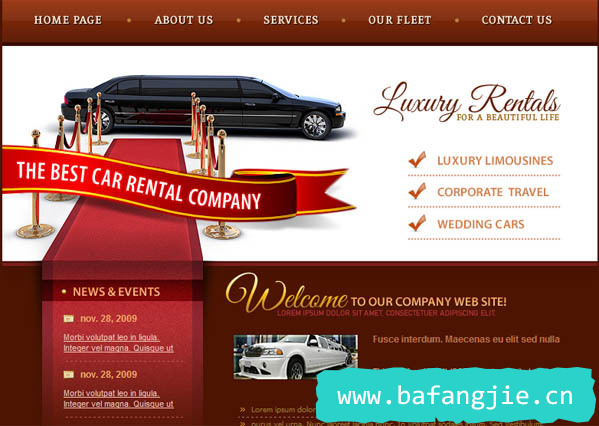 HOME PAGE • ABOUT US • SERVICES • OUR FLEET • CONTACT US
Luxury Rentals
FOR A BEAUTIFUL LIFE
LUXURY LIMOUSINES
CORPORATE TRAVEL
WEDDING CARS
THE BEST CAR RENTAL COMPANY
• NEWS & EVENTS
nov. 28, 2009
Morbi volutpat leo in ligula.
Integer vel magna. Quisque ut
nov. 28, 2009
Morbi volutpat leo in ligula.
Integer vel magna. Quisque ut
Welcome TO OUR COMPANY WEB SITE!
LOREM IPSUM DOLOR SIT AMET, CONSECTETUER ADIPISCING ELIT.
Fusce interdum. Maecenas eu elit sed nulla
www.bafangjie.cn
» Lorem ipsum dolor